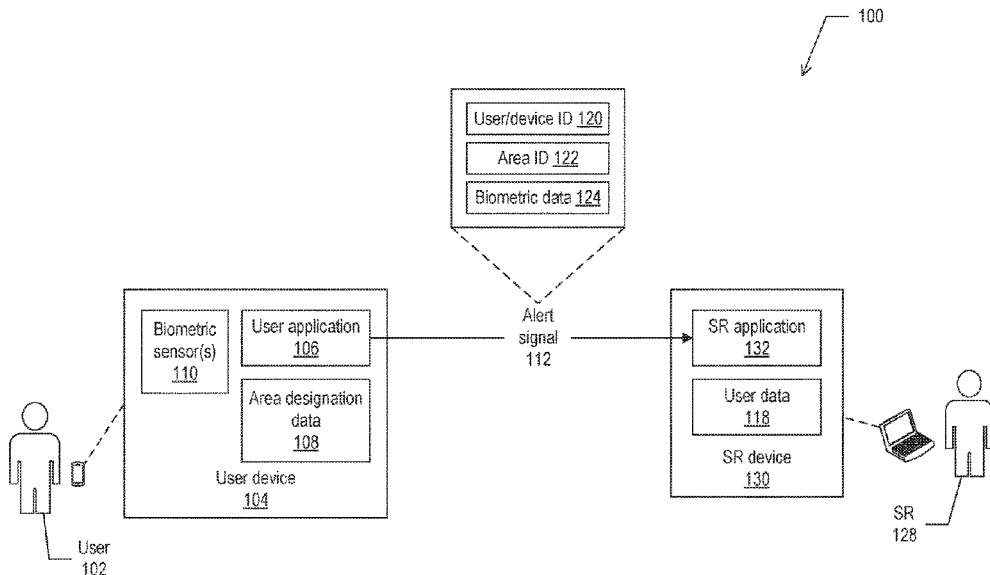 100
User/device ID 120
Area ID 122
Biometric data 124
Biometric
sensor(s)
110
User application
106
Area designation
data
108
User device
104
Alert
signal
112
SR application
132
User data
118
SR device
130
User
102
SR
128